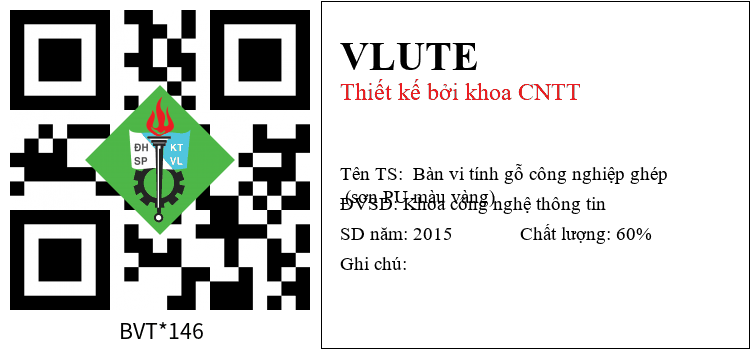 ĐH
KT
SP
VL
BVT*146
VLUTE
Thiết kế bởi khoa CNTT
Tên TS: Bàn vi tính gỗ công nghiệp ghép
(sơn PU màu vàng)
ĐVSD: Khoa công nghệ thông tin
SD năm: 2015 Chất lượng: 60%
Ghi chú: